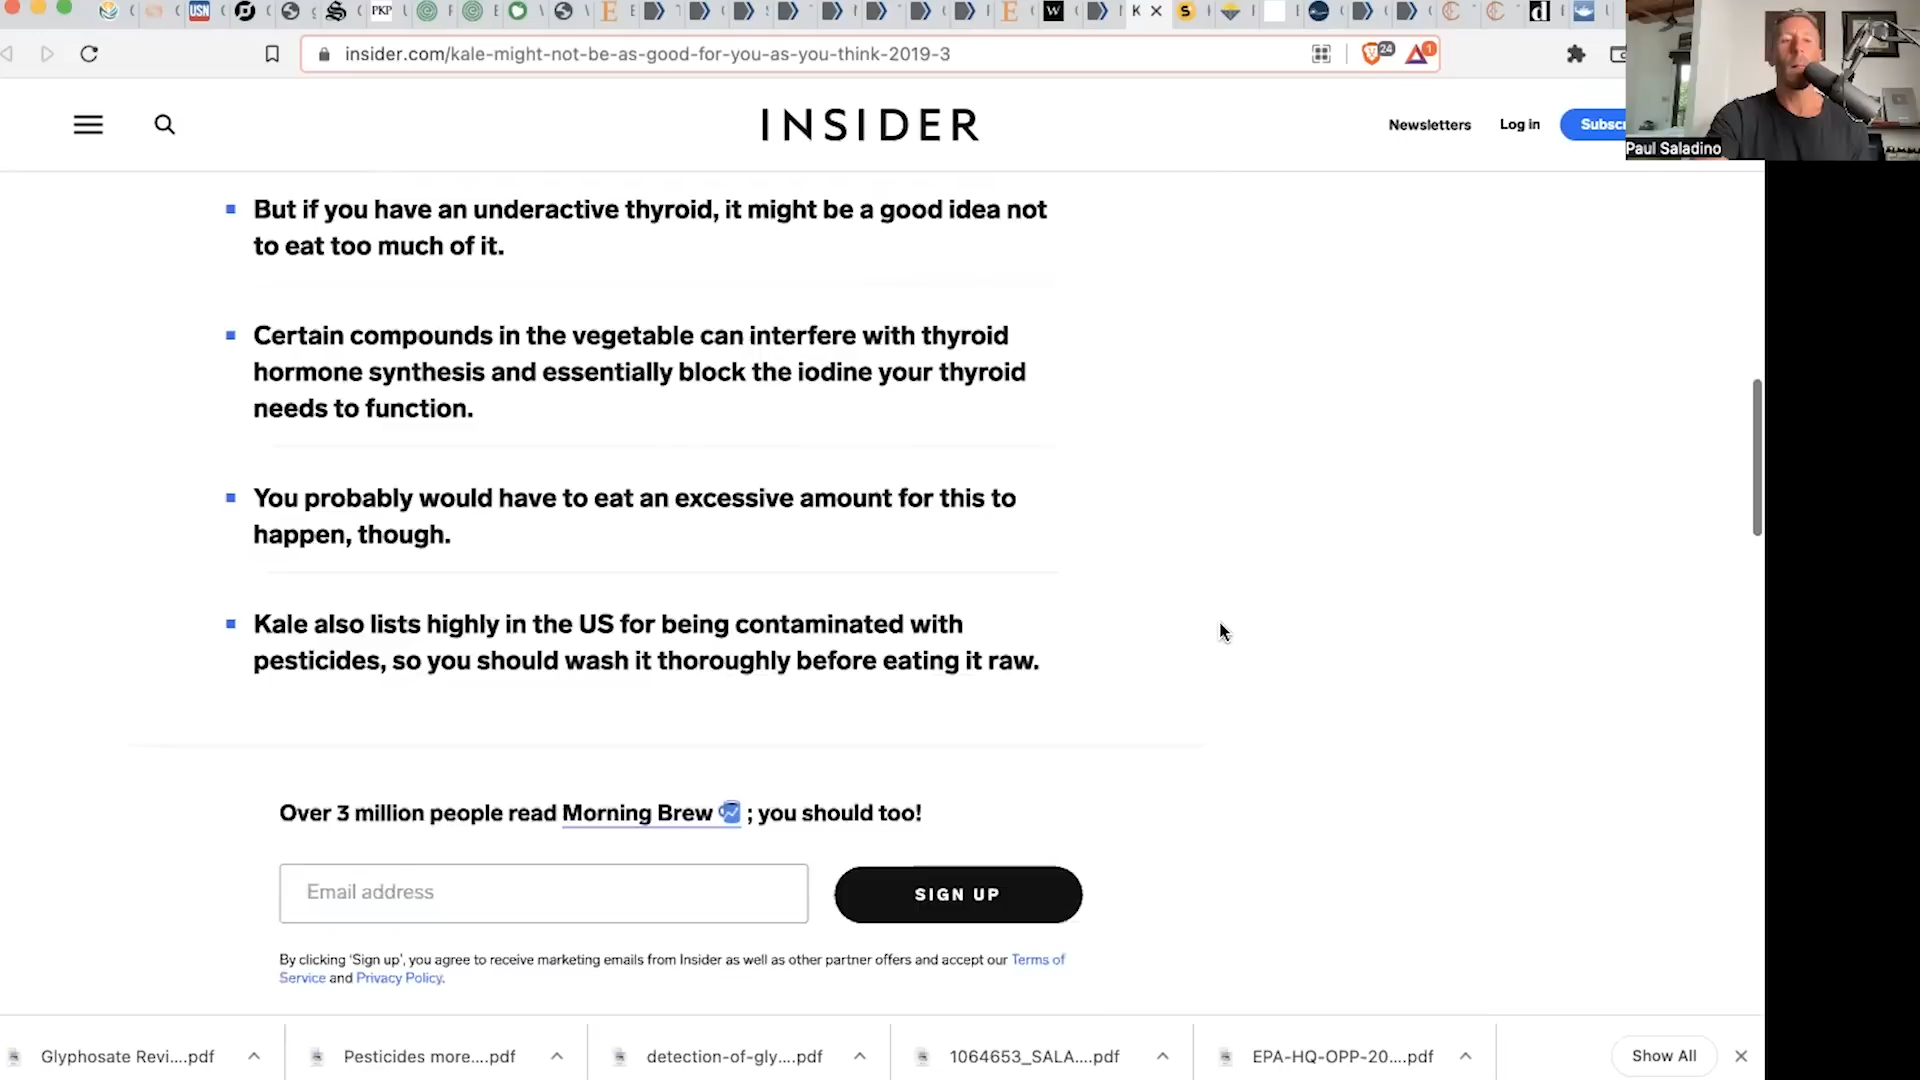 USN
PKP
E
E
W
K
S
d
insider.com/kale-might-not-be-as-good-for-you-as-you-think-2019-3
24
1
INSIDER
Newsletters
Log in
Subsc
Paul Saladino
But if you have an underactive thyroid, it might be a good idea not
to eat too much of it.
Certain compounds in the vegetable can interfere with thyroid
hormone synthesis and essentially block the iodine your thyroid
needs to function.
You probably would have to eat an excessive amount for this to
happen, though.
Kale also lists highly in the US for being contaminated with
pesticides, so you should wash it thoroughly before eating it raw.
Over 3 million people read Morning Brew ; you should too!
Email address
SIGN UP
By clicking 'Sign up', you agree to receive marketing emails from Insider as well as other partner offers and accept our Terms of
Service and Privacy Policy.
Glyphosate Revi....pdf
Pesticides more....pdf
detection-of-gly....pdf
1064653_SALA....pdf
EPA-HQ-OPP-20....pdf
Show All